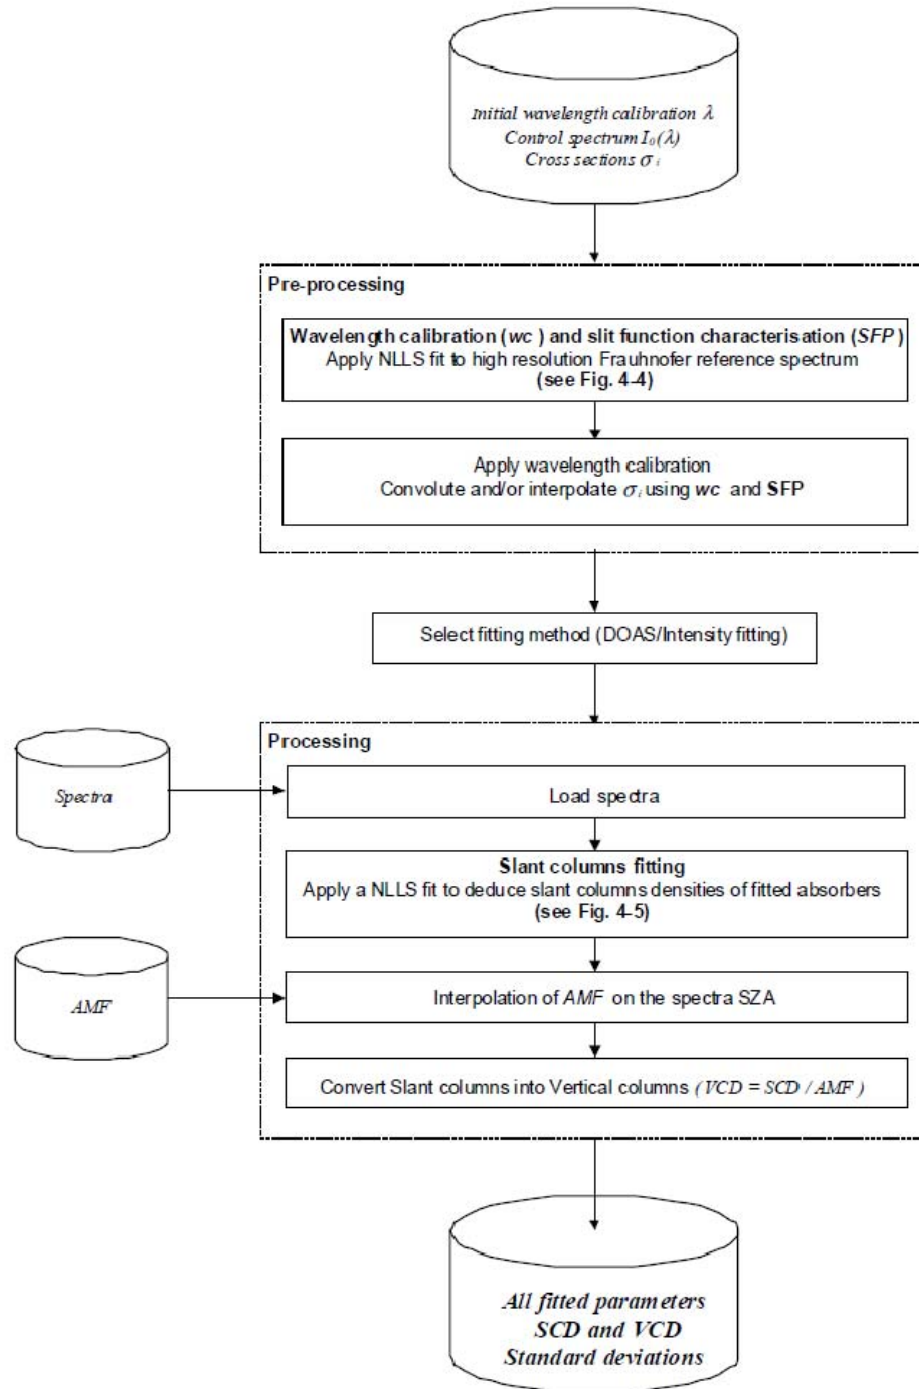 Initial wavelength calibration λ
Control spectrum I₀(λ)
Cross sections σᵢ
Pre-processing
Wavelength calibration (wc) and slit function characterisation (SFP)
Apply NLLS fit to high resolution Frauhnofer reference spectrum
(see Fig. 4-4)
Apply wavelength calibration
Convolute and/or interpolate σᵢ using wc and SFP
Select fitting method (DOAS/Intensity fitting)
Processing
Spectra
Load spectra
Slant columns fitting
Apply a NLLS fit to deduce slant columns densities of fitted absorbers
(see Fig. 4-5)
AMF
Interpolation of AMF on the spectra SZA
Convert Slant columns into Vertical columns (VCD = SCD / AMF)
All fitted parameters
SCD and VCD
Standard deviations